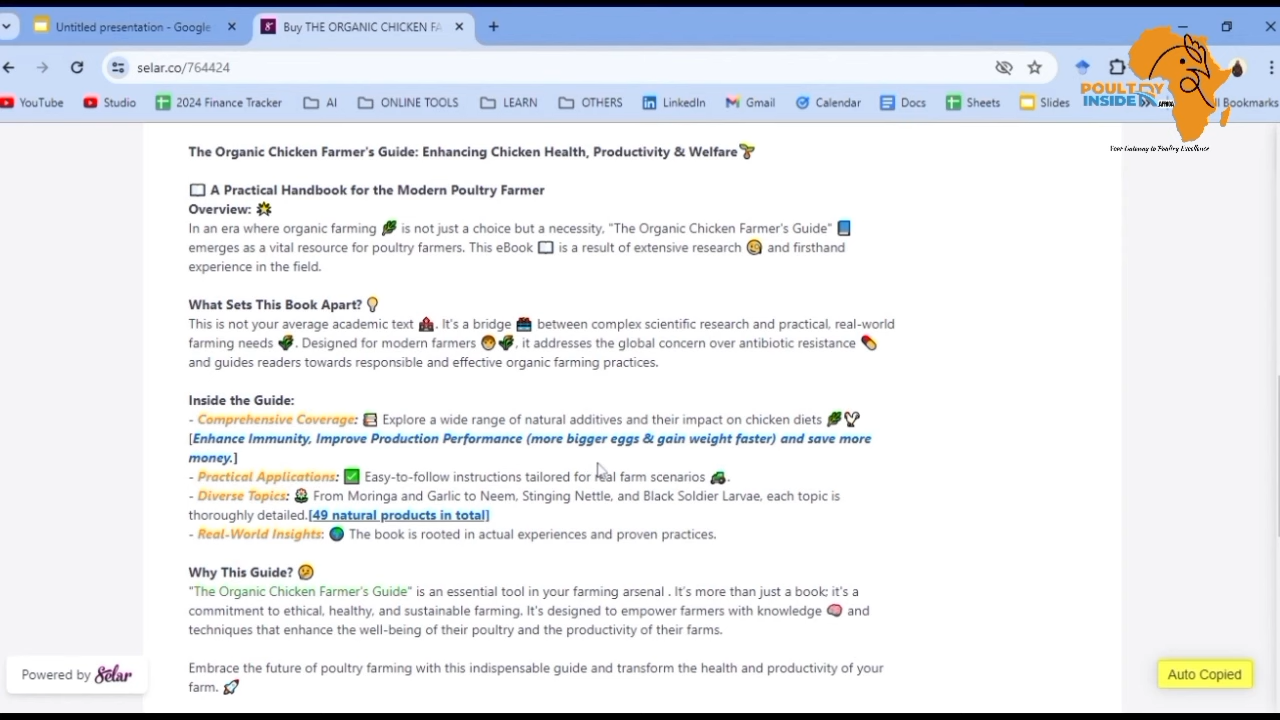 Untitled presentation - Google
Buy THE ORGANIC CHICKEN FA
selar.co/764424
YouTube
Studio
2024 Finance Tracker
AI
ONLINE TOOLS
LEARN
OTHERS
LinkedIn
Gmail
Calendar
Docs
Sheets
Slides
ll Bookmarks
POULTRY
INSIDE
Your Gateway to Poultry Excellence
The Organic Chicken Farmer's Guide: Enhancing Chicken Health, Productivity & Welfare
A Practical Handbook for the Modern Poultry Farmer
Overview:
In an era where organic farming is not just a choice but a necessity, "The Organic Chicken Farmer's Guide"
emerges as a vital resource for poultry farmers. This eBook is a result of extensive research and firsthand
experience in the field.
What Sets This Book Apart?
This is not your average academic text. It's a bridge between complex scientific research and practical, real-world
farming needs. Designed for modern farmers, it addresses the global concern over antibiotic resistance
and guides readers towards responsible and effective organic farming practices.
Inside the Guide:
- Comprehensive Coverage: Explore a wide range of natural additives and their impact on chicken diets
[Enhance Immunity, Improve Production Performance (more bigger eggs & gain weight faster) and save more
money.]
- Practical Applications: Easy-to-follow instructions tailored for real farm scenarios.
- Diverse Topics: From Moringa and Garlic to Neem, Stinging Nettle, and Black Soldier Larvae, each topic is
thoroughly detailed.[49 natural products in total]
- Real-World Insights: The book is rooted in actual experiences and proven practices.
Why This Guide?
"The Organic Chicken Farmer's Guide" is an essential tool in your farming arsenal . It's more than just a book; it's a
commitment to ethical, healthy, and sustainable farming. It's designed to empower farmers with knowledge and
techniques that enhance the well-being of their poultry and the productivity of their farms.
Embrace the future of poultry farming with this indispensable guide and transform the health and productivity of your
farm.
Powered by Selar
Auto Copied